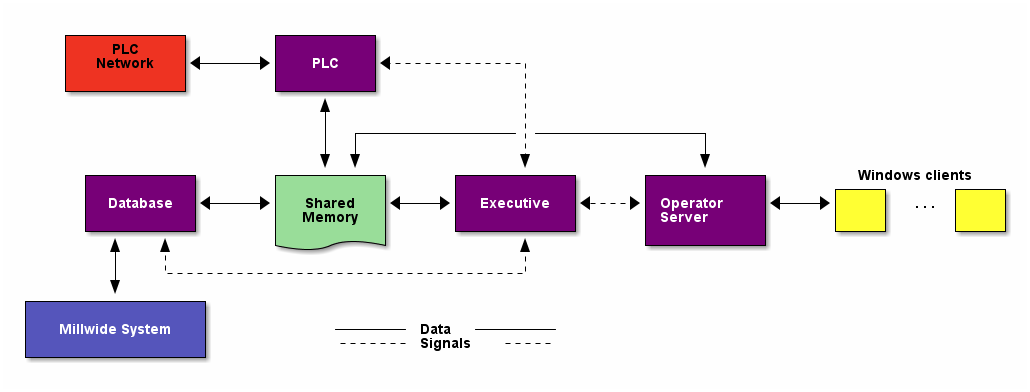 PLC
Network
PLC
Windows clients
Database
Shared
Memory
Executive
Operator
Server
. . .
Millwide System
Data
Signals